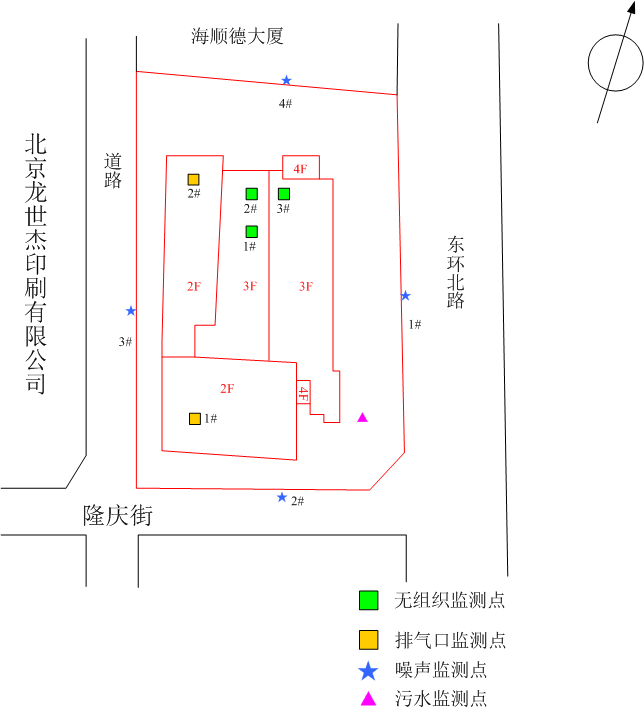 海顺德大厦
4#
北京龙世杰印刷有限公司
道路
4F
2#
2#
3#
1#
东环北路
2F
3F
3F
1#
3#
2F
4F
1#
2#
隆庆街
无组织监测点
排气口监测点
噪声监测点
污水监测点